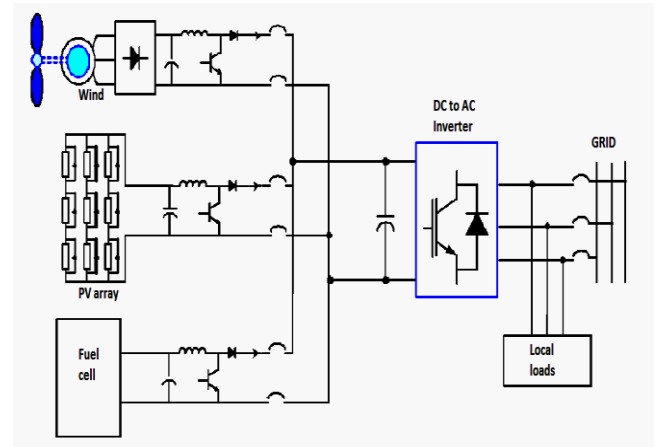 Wind
DC to AC
Inverter
GRID
PV array
Fuel
cell
Local
loads